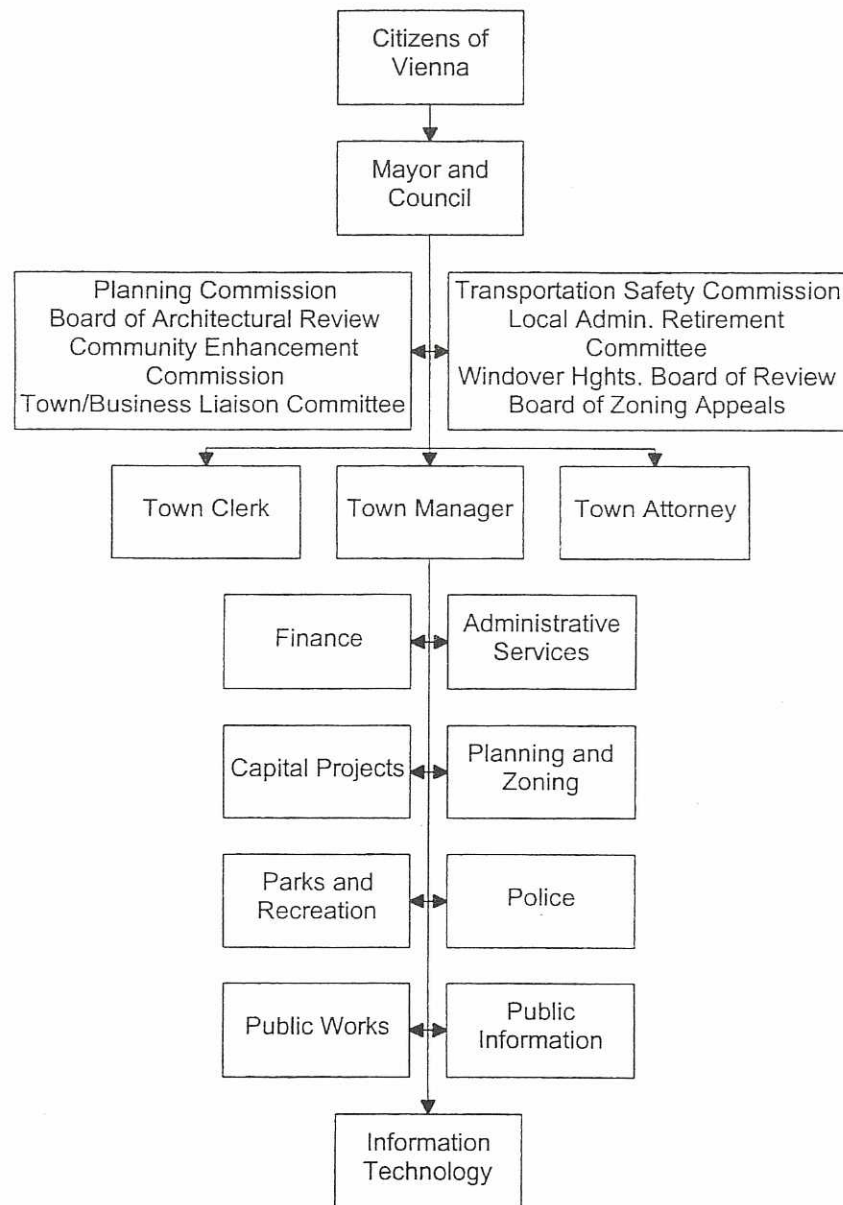 Citizens of
Vienna
Mayor and
Council
Planning Commission
Board of Architectural Review
Community Enhancement
Commission
Town/Business Liaison Committee
Transportation Safety Commission
Local Admin. Retirement
Committee
Windover Hghts. Board of Review
Board of Zoning Appeals
Town Clerk
Town Manager
Town Attorney
Finance
Administrative
Services
Capital Projects
Planning and
Zoning
Parks and
Recreation
Police
Public Works
Public
Information
Information
Technology